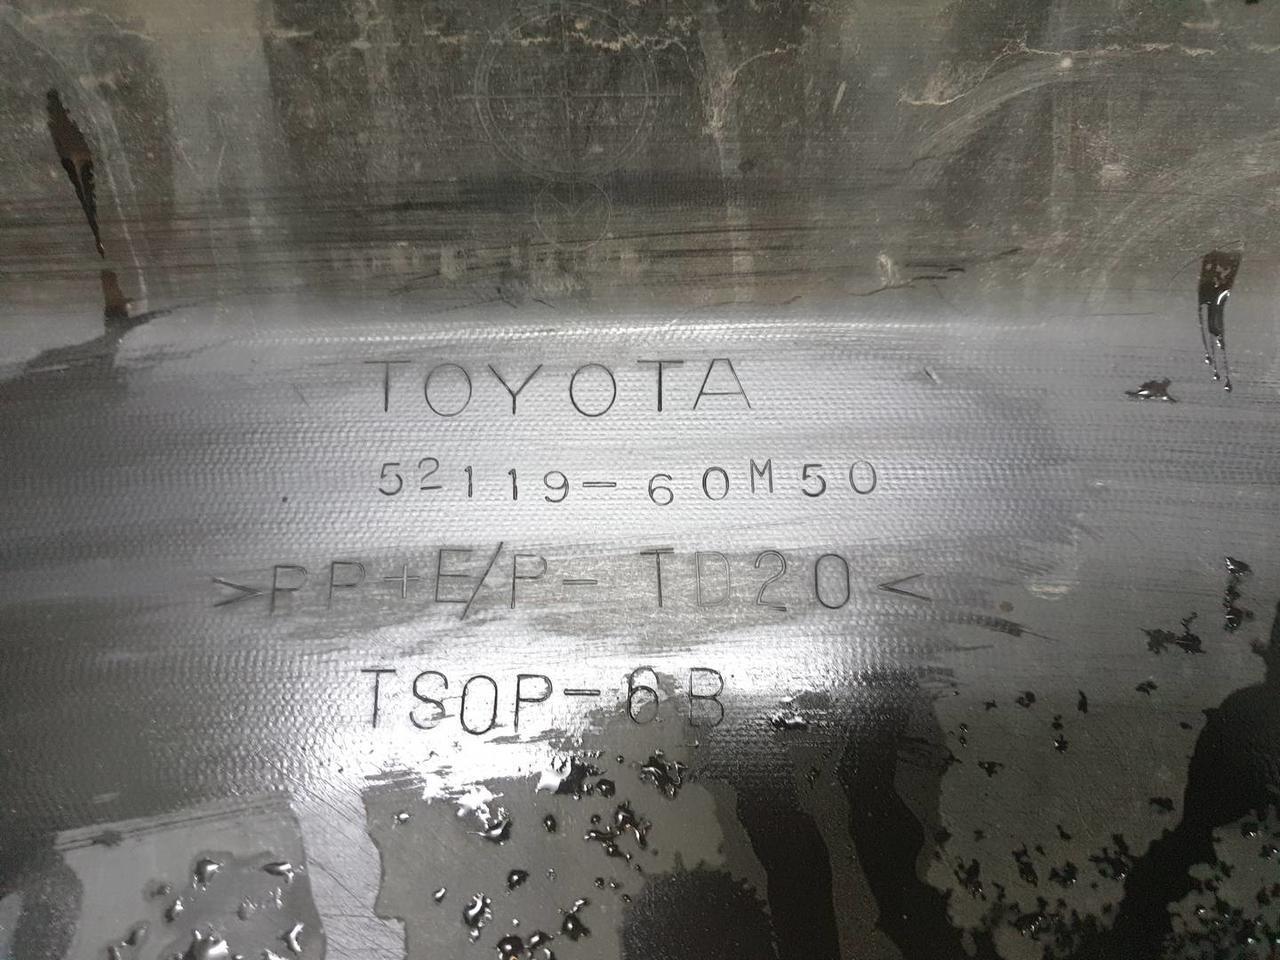 TOYOTA
52119-60M50
>PP+E/P-TD20<
TSOP-6B